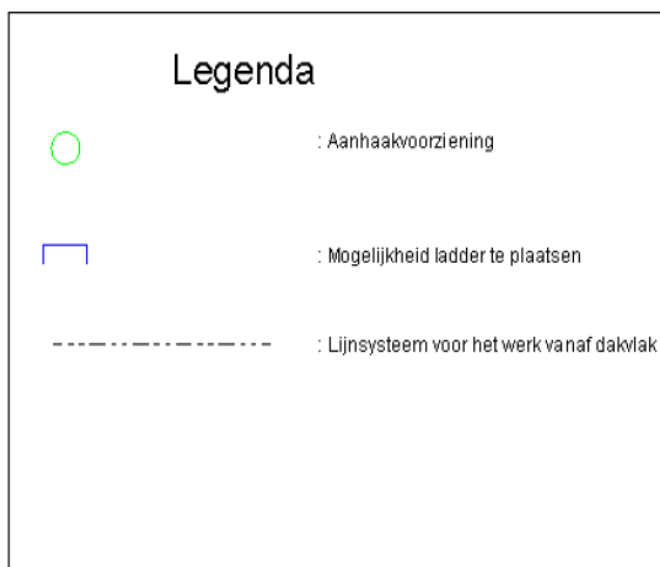 Legenda
: Aanhaakvoorziening
: Mogelijkheid ladder te plaatsen
: Lijnsysteem voor het werk vanaf dakvlak